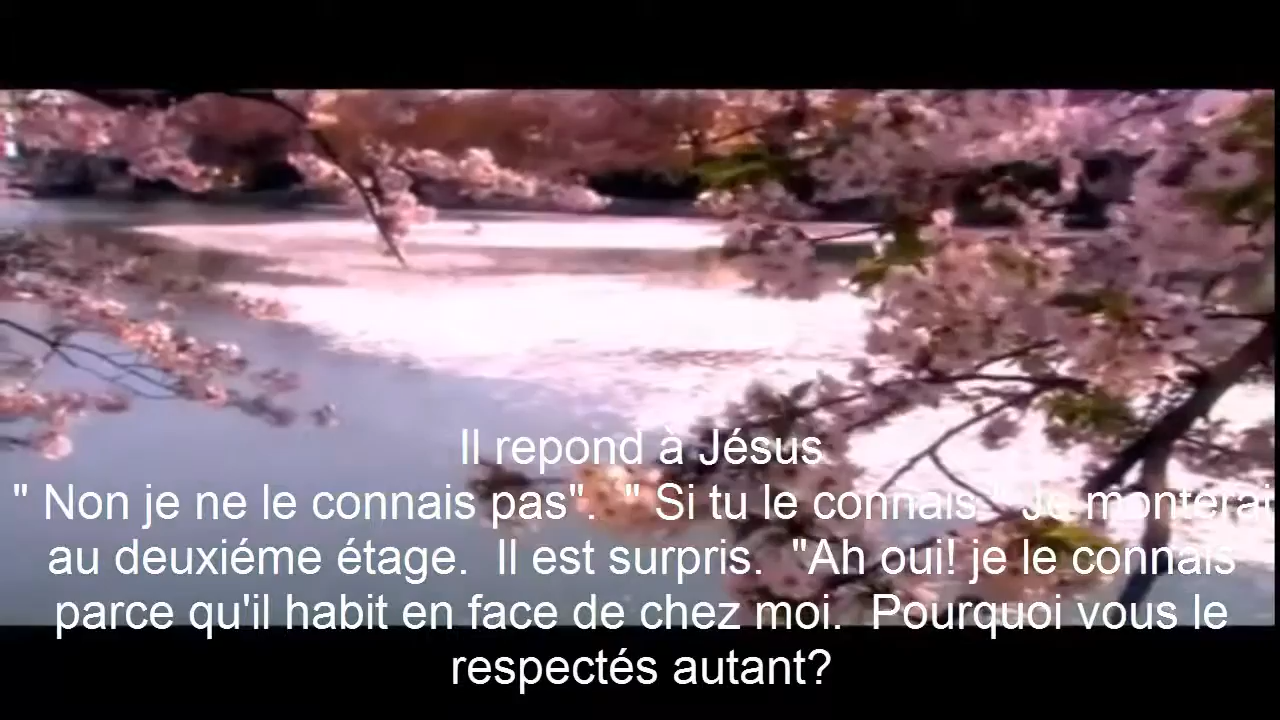 Il repond à Jésus
" Non je ne le connais pas".  " Si tu le connais." Je monterai
au deuxiéme étage.  Il est surpris.  "Ah oui! je le connais
parce qu'il habit en face de chez moi.  Pourquoi vous le
respectés autant?